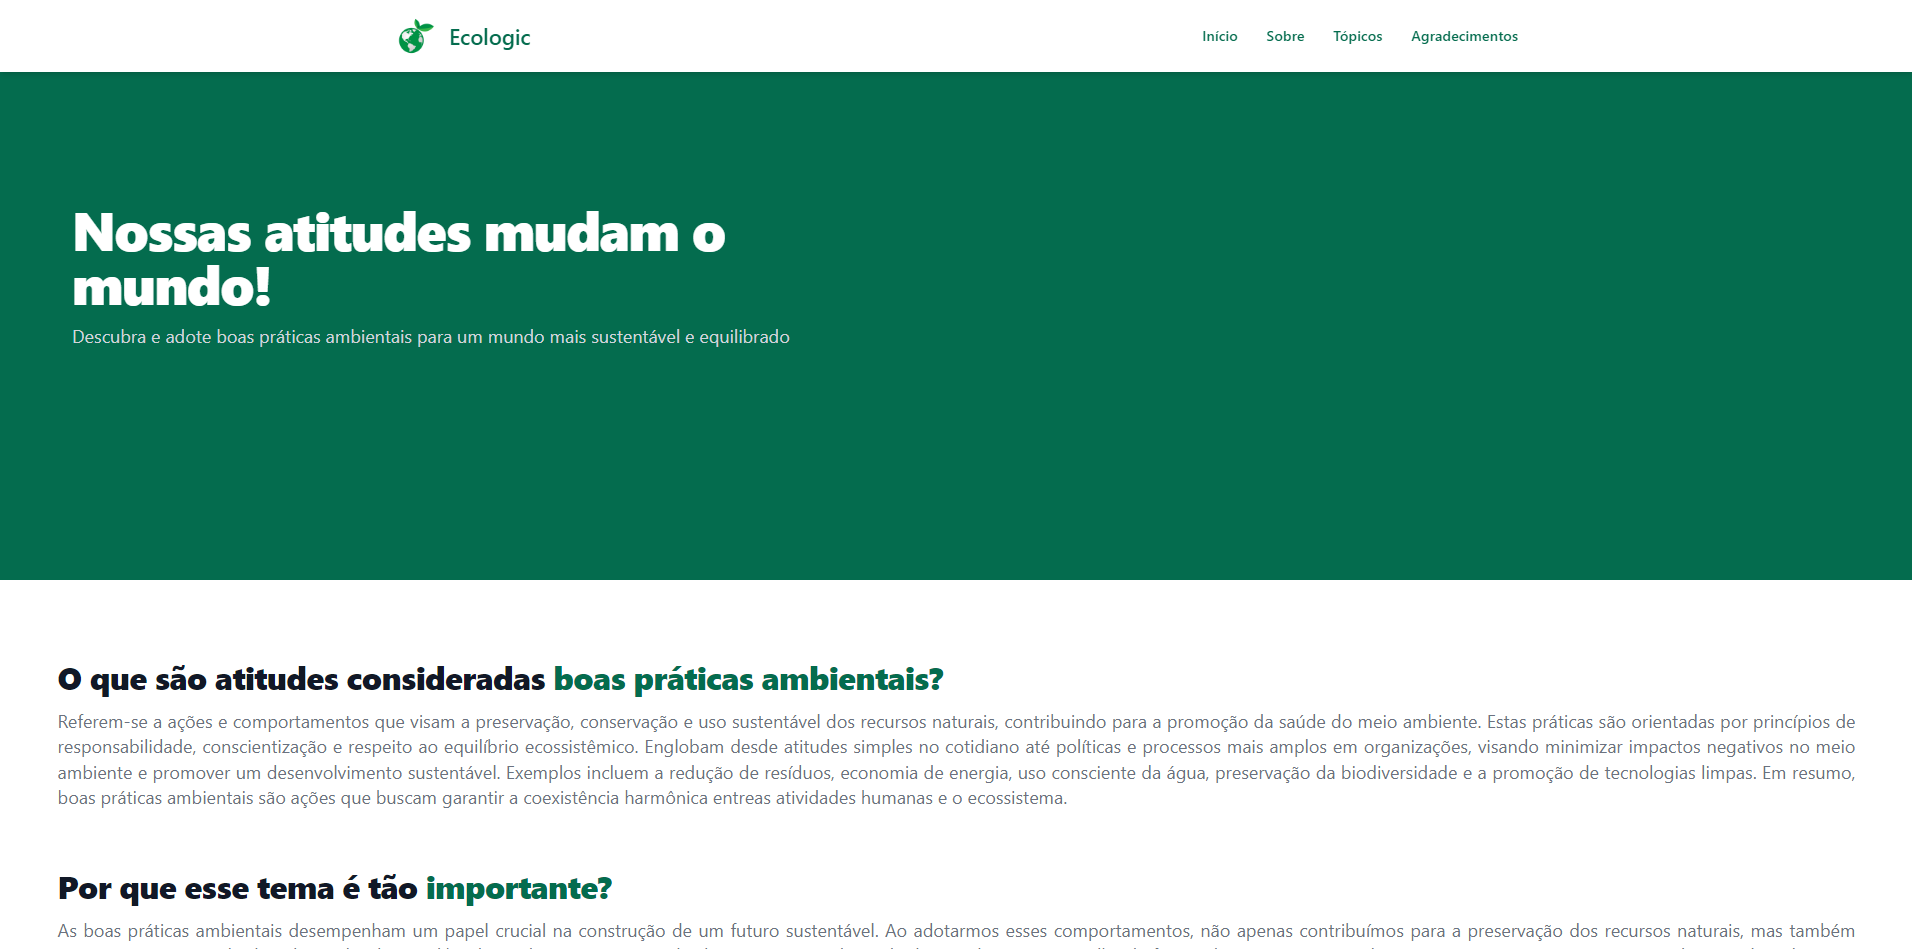 Ecologic
Início Sobre Tópicos Agradecimentos
Nossas atitudes mudam o
mundo!
Descubra e adote boas práticas ambientais para um mundo mais sustentável e equilibrado
O que são atitudes consideradas boas práticas ambientais?
Referem-se a ações e comportamentos que visam a preservação, conservação e uso sustentável dos recursos naturais, contribuindo para a promoção da saúde do meio ambiente. Estas práticas são orientadas por princípios de
responsabilidade, conscientização e respeito ao equilíbrio ecossistêmico. Englobam desde atitudes simples no cotidiano até políticas e processos mais amplos em organizações, visando minimizar impactos negativos no meio
ambiente e promover um desenvolvimento sustentável. Exemplos incluem a redução de resíduos, economia de energia, uso consciente da água, preservação da biodiversidade e a promoção de tecnologias limpas. Em resumo,
boas práticas ambientais são ações que buscam garantir a coexistência harmônica entreas atividades humanas e o ecossistema.
Por que esse tema é tão importante?
As boas práticas ambientais desempenham um papel crucial na construção de um futuro sustentável. Ao adotarmos esses comportamentos, não apenas contribuímos para a preservação dos recursos naturais, mas também